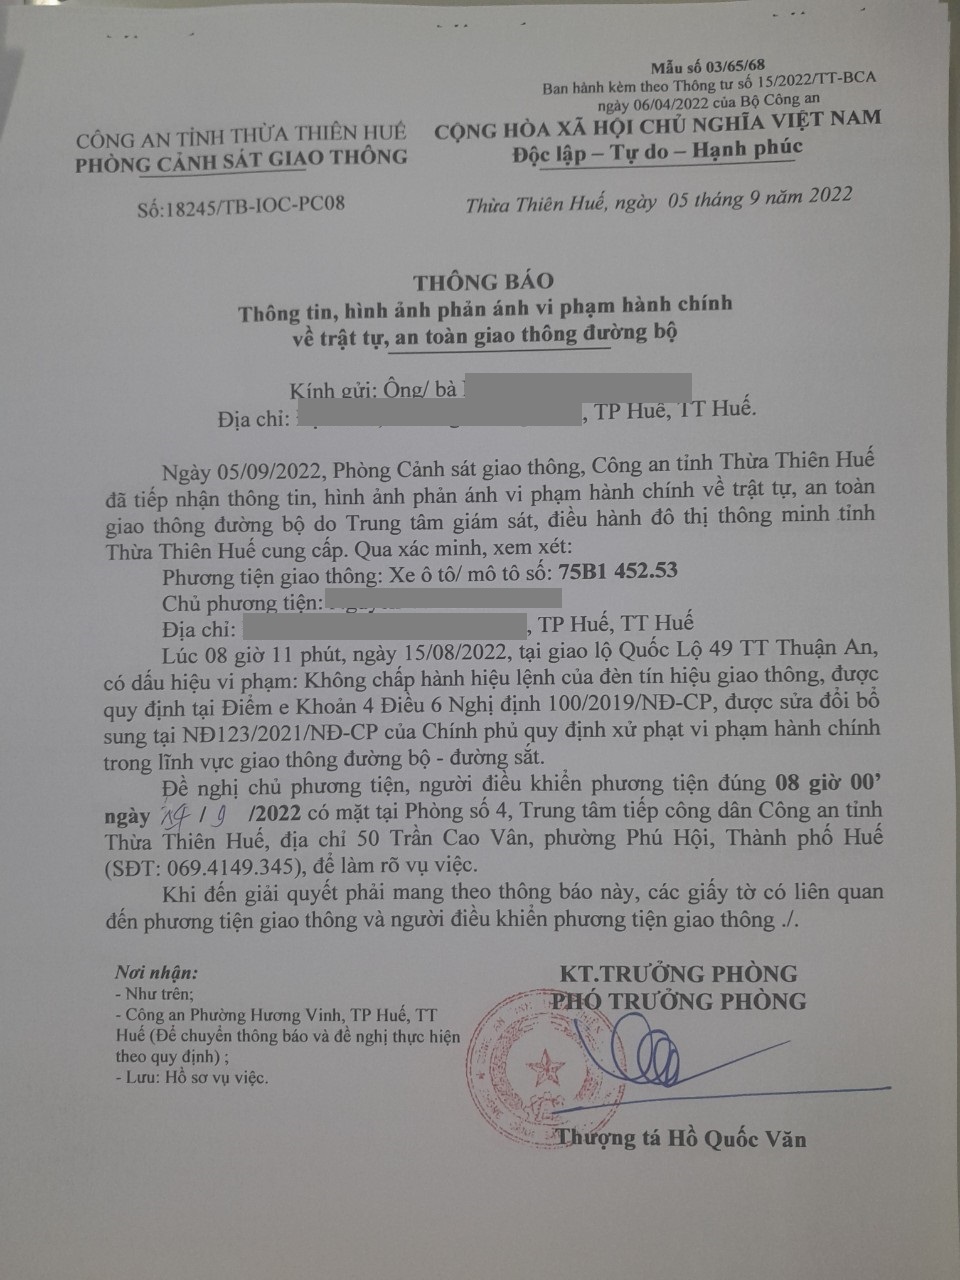 Mẫu số 03/65/68
Ban hành kèm theo Thông tư số 15/2022/TT-BCA
ngày 06/04/2022 của Bộ Công an
CÔNG AN TỈNH THỪA THIÊN HUẾ
PHÒNG CẢNH SÁT GIAO THÔNG
CỘNG HÒA XÃ HỘI CHỦ NGHĨA VIỆT NAM
Độc lập – Tự do – Hạnh phúc
Số:18245/TB-IOC-PC08
Thừa Thiên Huế, ngày 05 tháng 9 năm 2022
THÔNG BÁO
Thông tin, hình ảnh phản ánh vi phạm hành chính
về trật tự, an toàn giao thông đường bộ
Kính gửi: Ông/ bà
Địa chỉ: , TP Huế, TT Huế.
Ngày 05/09/2022, Phòng Cảnh sát giao thông, Công an tỉnh Thừa Thiên Huế
đã tiếp nhận thông tin, hình ảnh phản ánh vi phạm hành chính về trật tự, an toàn
giao thông đường bộ do Trung tâm giám sát, điều hành đô thị thông minh tỉnh
Thừa Thiên Huế cung cấp. Qua xác minh, xem xét:
Phương tiện giao thông: Xe ô tô/ mô tô số: 75B1 452.53
Chủ phương tiện:
Địa chỉ: , TP Huế, TT Huế
Lúc 08 giờ 11 phút, ngày 15/08/2022, tại giao lộ Quốc Lộ 49 TT Thuận An,
có dấu hiệu vi phạm: Không chấp hành hiệu lệnh của đèn tín hiệu giao thông, được
quy định tại Điểm e Khoản 4 Điều 6 Nghị định 100/2019/NĐ-CP, được sửa đổi bổ
sung tại NĐ123/2021/NĐ-CP của Chính phủ quy định xử phạt vi phạm hành chính
trong lĩnh vực giao thông đường bộ - đường sắt.
Đề nghị chủ phương tiện, người điều khiển phương tiện đúng 08 giờ 00’
ngày / 9 /2022 có mặt tại Phòng số 4, Trung tâm tiếp công dân Công an tỉnh
Thừa Thiên Huế, địa chỉ 50 Trần Cao Vân, phường Phú Hội, Thành phố Huế
(SĐT: 069.4149.345), để làm rõ vụ việc.
Khi đến giải quyết phải mang theo thông báo này, các giấy tờ có liên quan
đến phương tiện giao thông và người điều khiển phương tiện giao thông ./.
Nơi nhận:
- Như trên;
- Công an Phường Hương Vinh, TP Huế, TT
Huế (Để chuyển thông báo và đề nghị thực hiện
theo quy định) ;
- Lưu: Hồ sơ vụ việc.
KT.TRƯỞNG PHÒNG
PHÓ TRƯỞNG PHÒNG
Thượng tá Hồ Quốc Văn